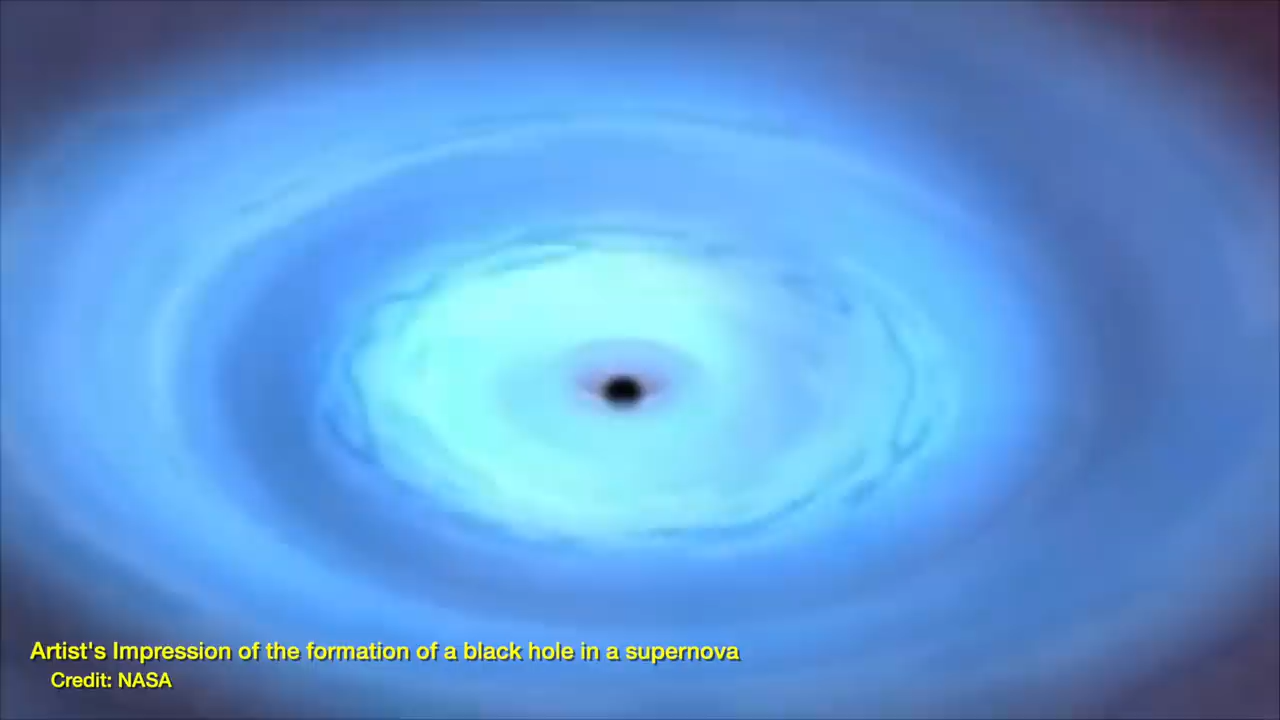 Artist's Impression of the formation of a black hole in a supernova
Credit: NASA